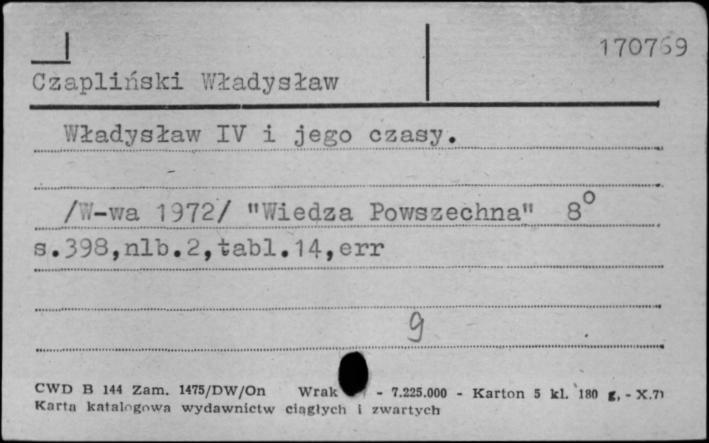 170769
Czapliński Władysław
Władysław IV i jego czasy.
/W-wa 1972/ "Wiedza Powszechna" 8°
s.398,nlb.2,tabl.14,err
9
CWD B 144 Zam. 1475/DW/On Wrak - 7.225.000 - Karton 5 kl. 180 g, - X.71
Karta katalogowa wydawnictw ciągłych i zwartych